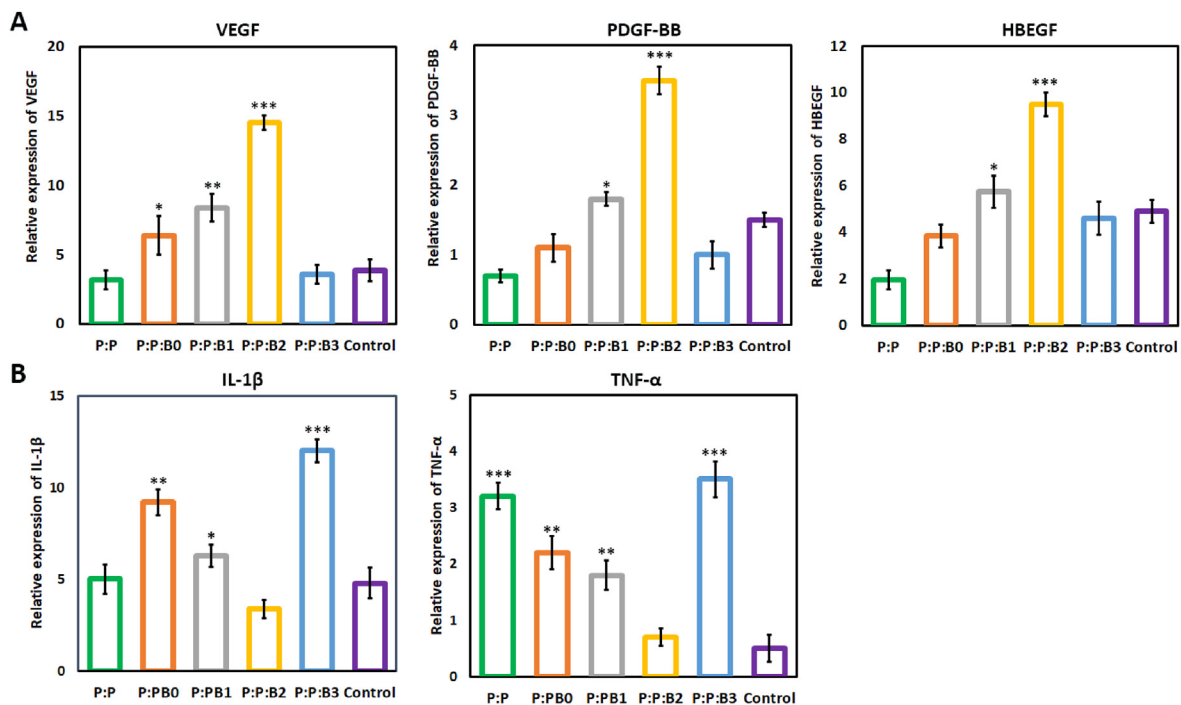 A
VEGF
Relative expression of VEGF
20
15
10
5
0
*
**
***
P:P P:P:B0 P:P:B1 P:P:B2 P:P:B3 Control
PDGF-BB
Relative expression of PDGF-BB
4
3
2
1
0
*
***
P:P P:P:B0 P:P:B1 P:P:B2 P:P:B3 Control
HBEGF
Relative expression of HBEGF
12
10
8
6
4
2
0
*
***
P:P P:P:B0 P:P:B1 P:P:B2 P:P:B3 Control
B
IL-1β
Relative expression of IL-1β
15
10
5
0
**
*
***
P:P P:PB0 P:PB1 P:P:B2 P:P:B3 Control
TNF-α
Relative expression of TNF-α
5
4
3
2
1
0
***
**
**
***
P:P P:PB0 P:PB1 P:P:B2 P:P:B3 Control